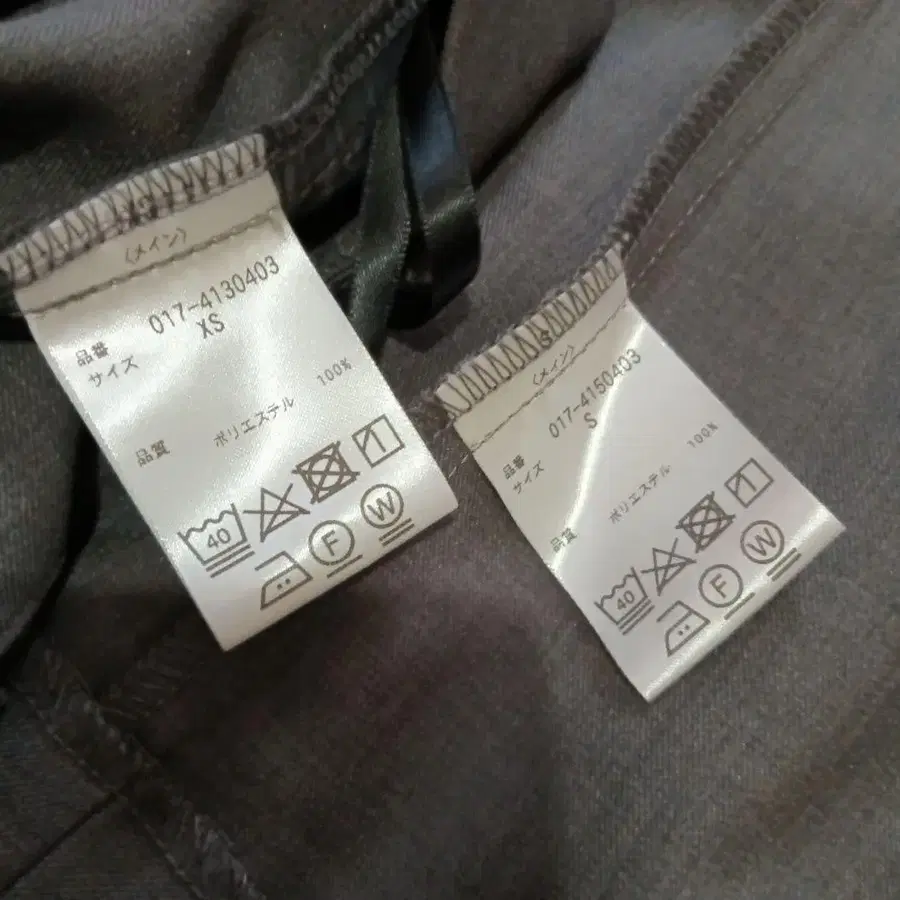 〈メイン〉
品番 017-4130403
サイズ XS
品質 ポリエステル 100%
40
F W
〈メイン〉
品番 017-4150403
サイズ S
品質 ポリエステル 100%
40
F W